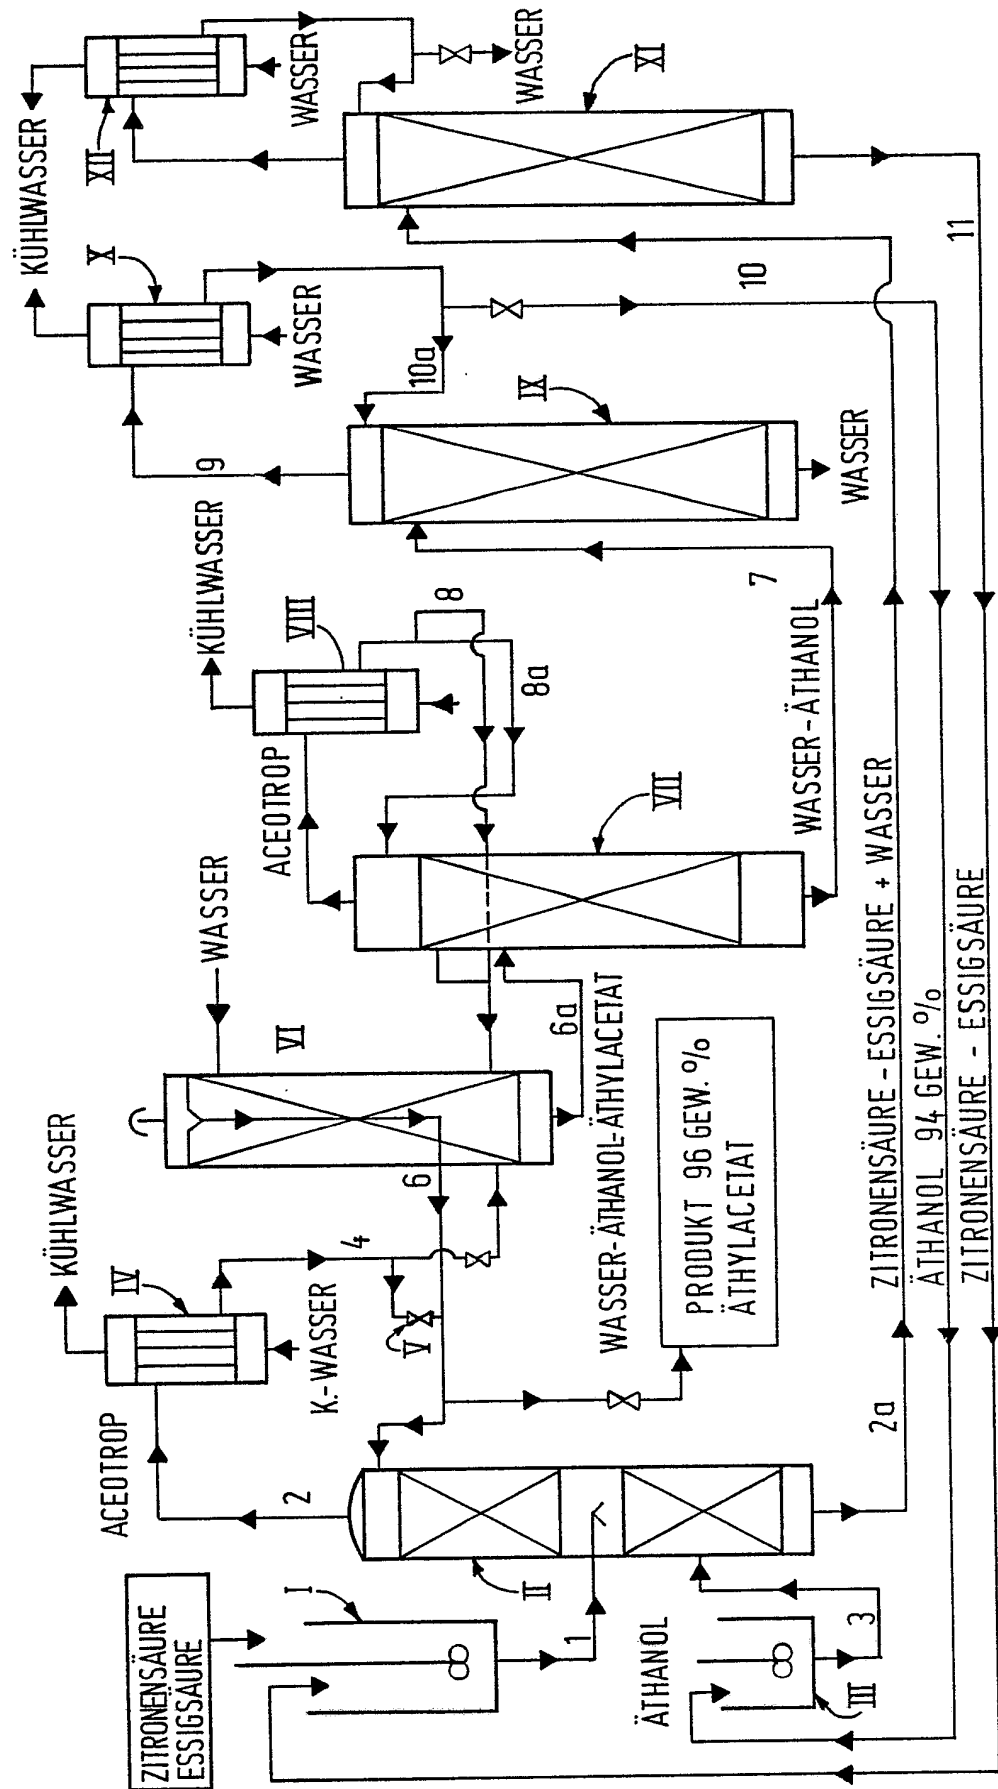 ZITRONENSÄURE
ESSIGSÄURE
I
1
ÄTHANOL
III
3
II
2
ACEOTROP
KÜHLWASSER
IV
K.-WASSER
4
V
6
VI
WASSER
6a
WASSER-ÄTHANOL-ÄTHYLACETAT
PRODUKT 96 GEW. %
ÄTHYLACETAT
2a
ACEOTROP
KÜHLWASSER
VIII
8
8a
VII
WASSER-ÄTHANOL
7
9
IX
WASSER
10a
WASSER
X
KÜHLWASSER
10
XII
WASSER
WASSER
XI
11
ZITRONENSÄURE-ESSIGSÄURE + WASSER
ÄTHANOL 94 GEW. %
ZITRONENSÄURE - ESSIGSÄURE